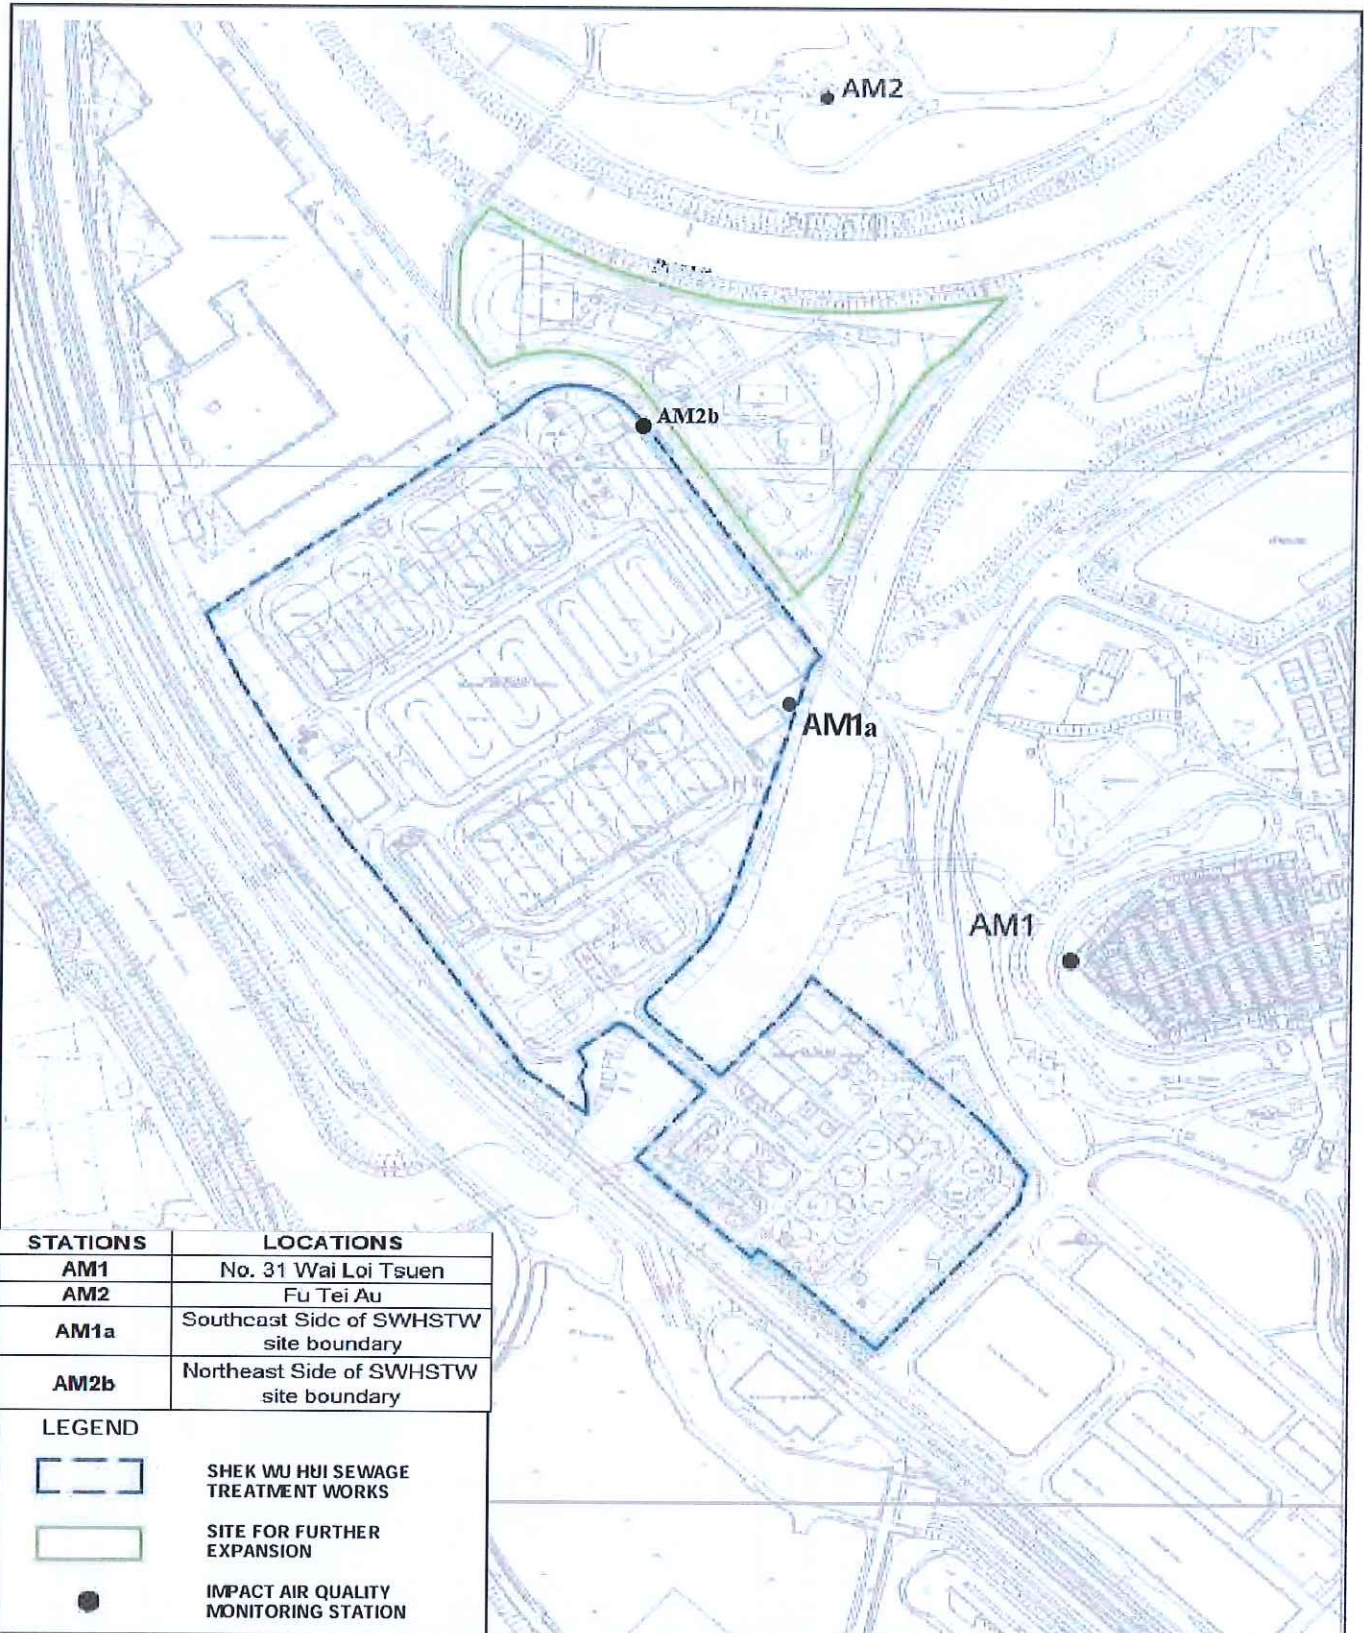 AM2
AM2b
AM1a
AM1
STATIONS LOCATIONS
AM1 No. 31 Wai Loi Tsuen
AM2 Fu Tei Au
AM1a Southeast Side of SWHSTW
site boundary
AM2b Northeast Side of SWHSTW
site boundary
LEGEND
SHEK WU HUI SEWAGE
TREATMENT WORKS
SITE FOR FURTHER
EXPANSION
IMPACT AIR QUALITY
MONITORING STATION